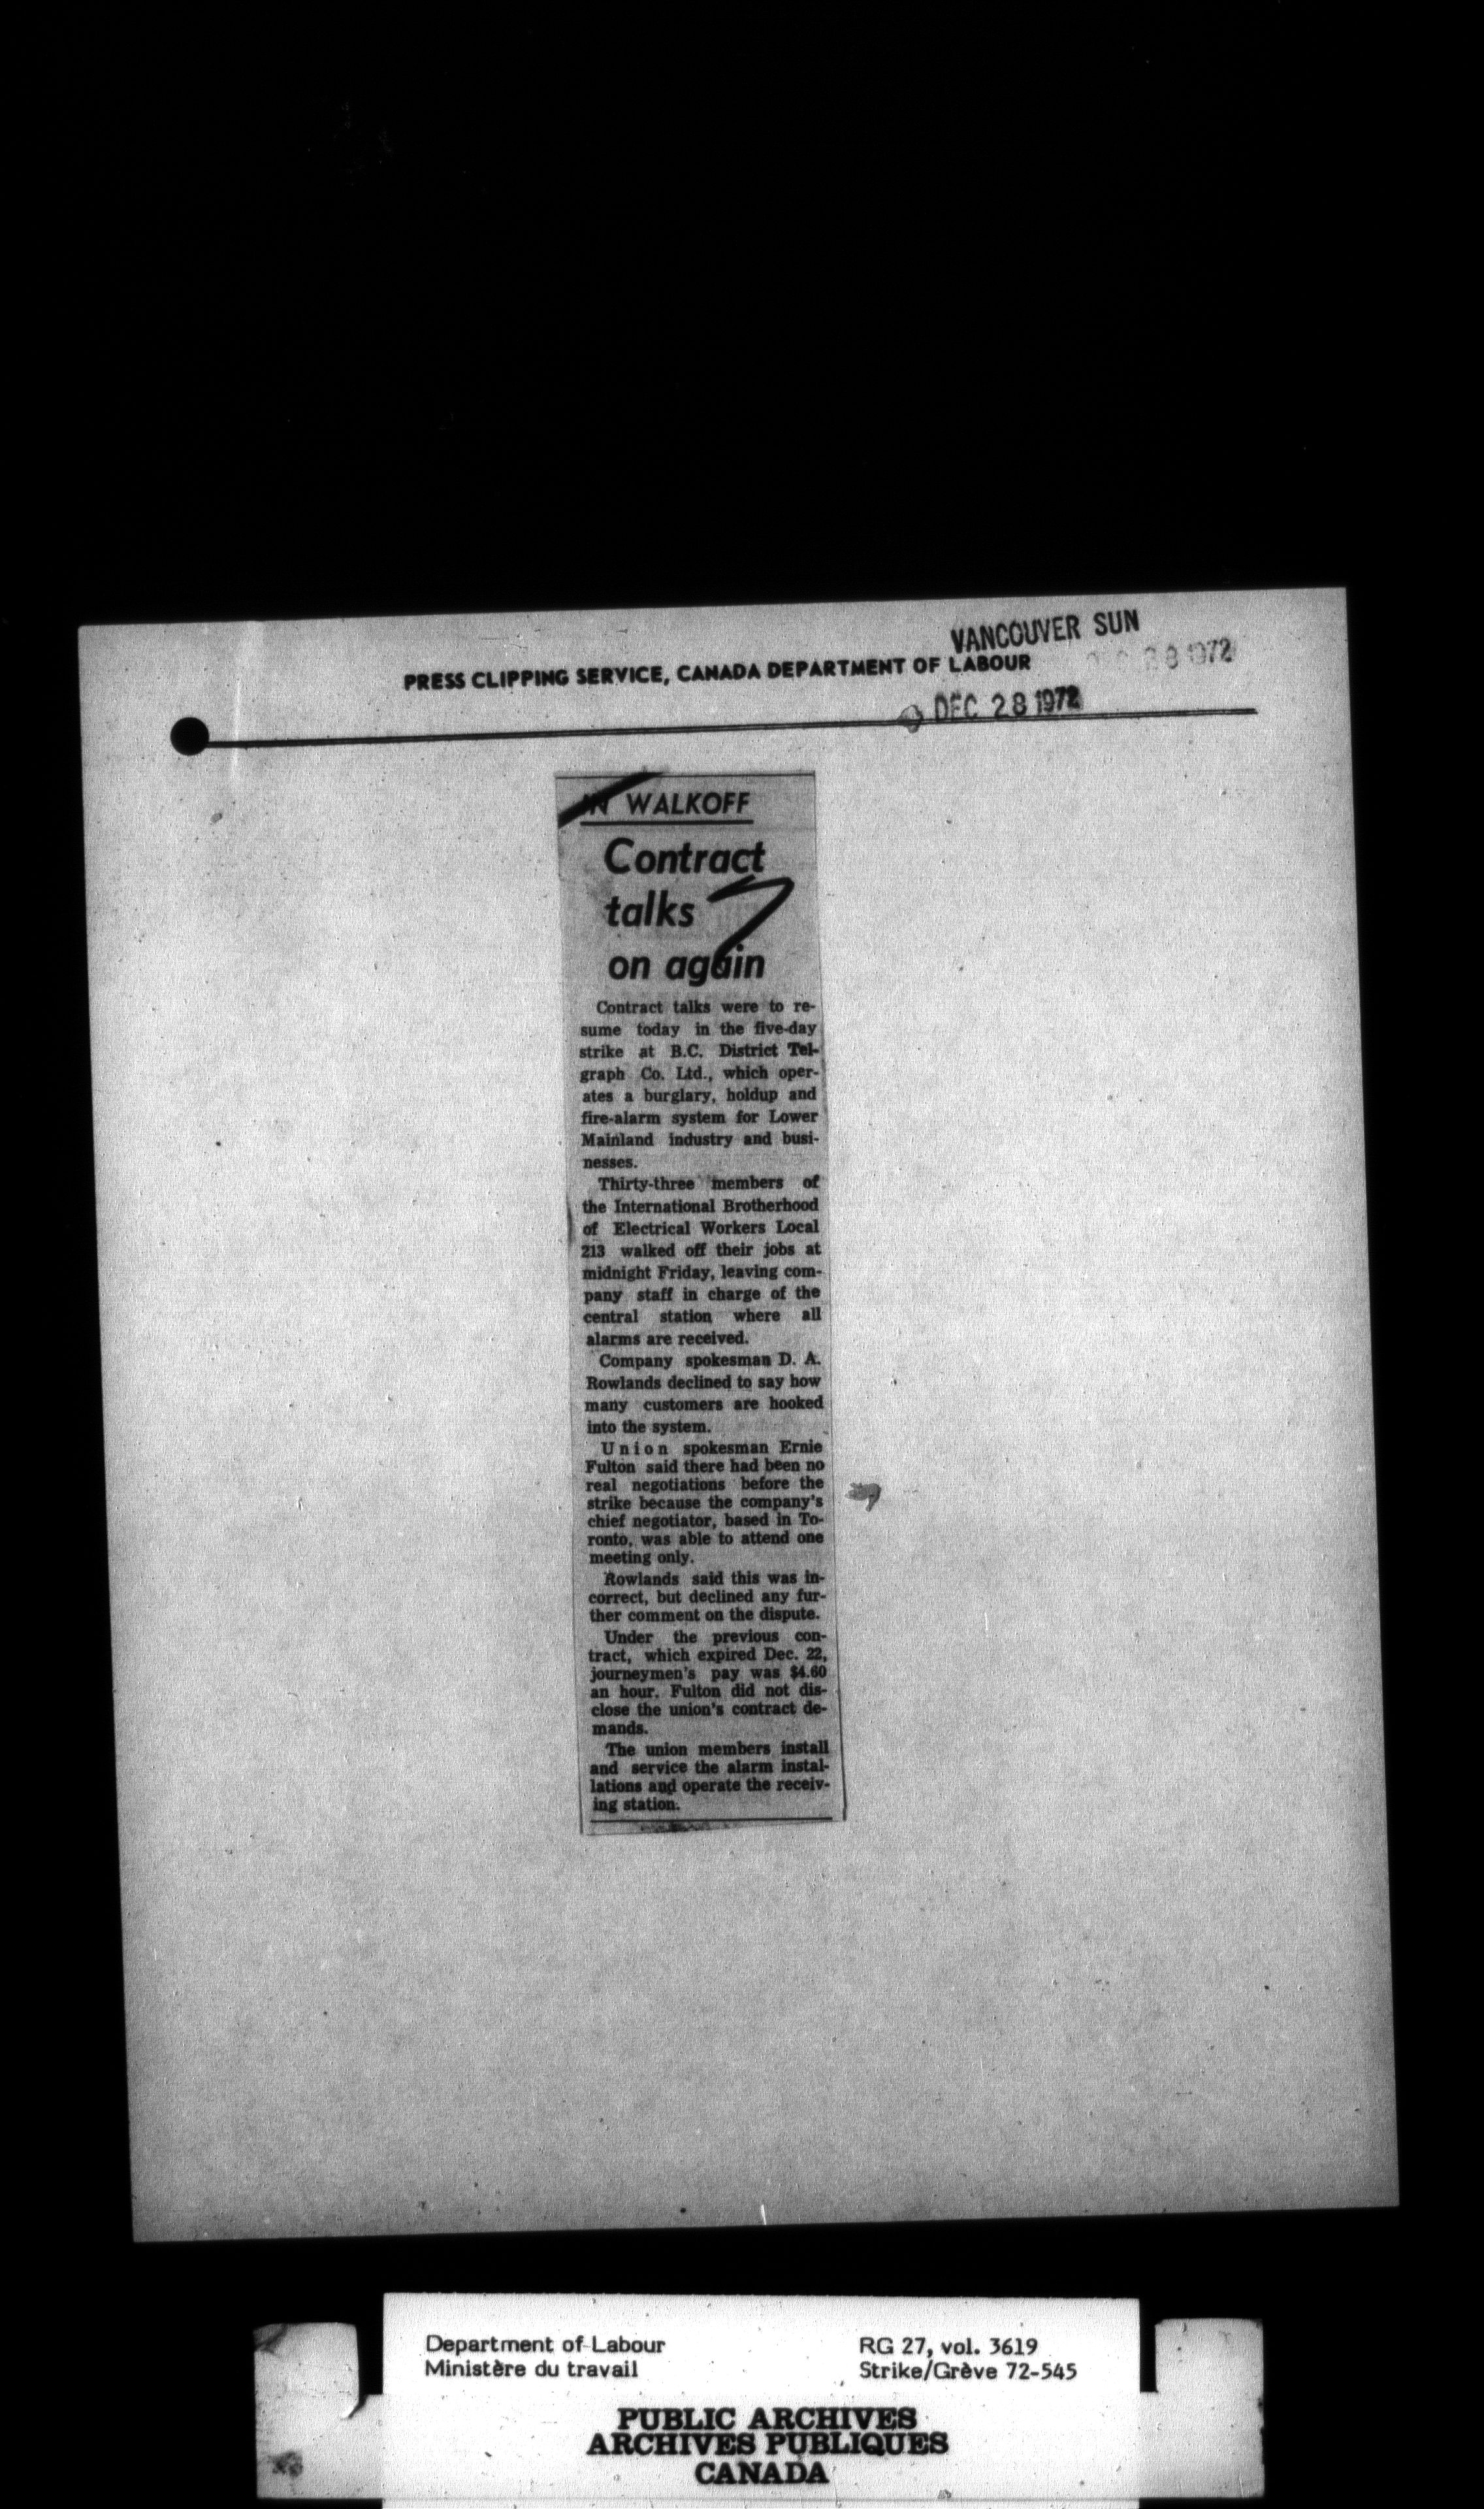 VANCOUVER SUN
PRESS CLIPPING SERVICE, CANADA DEPARTMENT OF LABOUR
8 1972
DEC 28 1972
IN WALKOFF
Contract
talks
on again
Contract talks were to re-
sume today in the five-day
strike at B.C. District Tel-
graph Co. Ltd., which oper-
ates a burglary, holdup and
fire-alarm system for Lower
Mainland industry and busi-
nesses.
Thirty-three members of
the International Brotherhood
of Electrical Workers Local
213 walked off their jobs at
midnight Friday, leaving com-
pany staff in charge of the
central station where all
alarms are received.
Company spokesman D. A.
Rowlands declined to say how
many customers are hooked
into the system.
Union spokesman Ernie
Fulton said there had been no
real negotiations before the
strike because the company's
chief negotiator, based in To-
ronto, was able to attend one
meeting only.
Rowlands said this was in-
correct, but declined any fur-
ther comment on the dispute.
Under the previous con-
tract, which expired Dec. 22,
journeymen's pay was $4.60
an hour. Fulton did not dis-
close the union's contract de-
mands.
The union members install
and service the alarm instal-
lations and operate the receiv-
ing station.
Department of Labour
Ministère du travail
RG 27, vol. 3619
Strike/Grève 72-545
PUBLIC ARCHIVES
ARCHIVES PUBLIQUES
CANADA